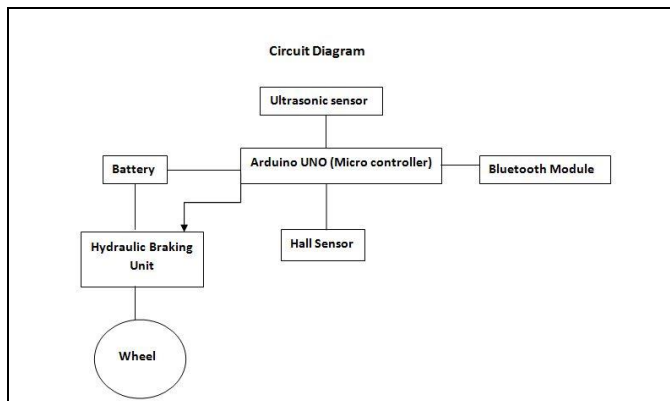 Circuit Diagram
Ultrasonic sensor
Battery
Arduino UNO (Micro controller)
Bluetooth Module
Hydraulic Braking
Unit
Hall Sensor
Wheel